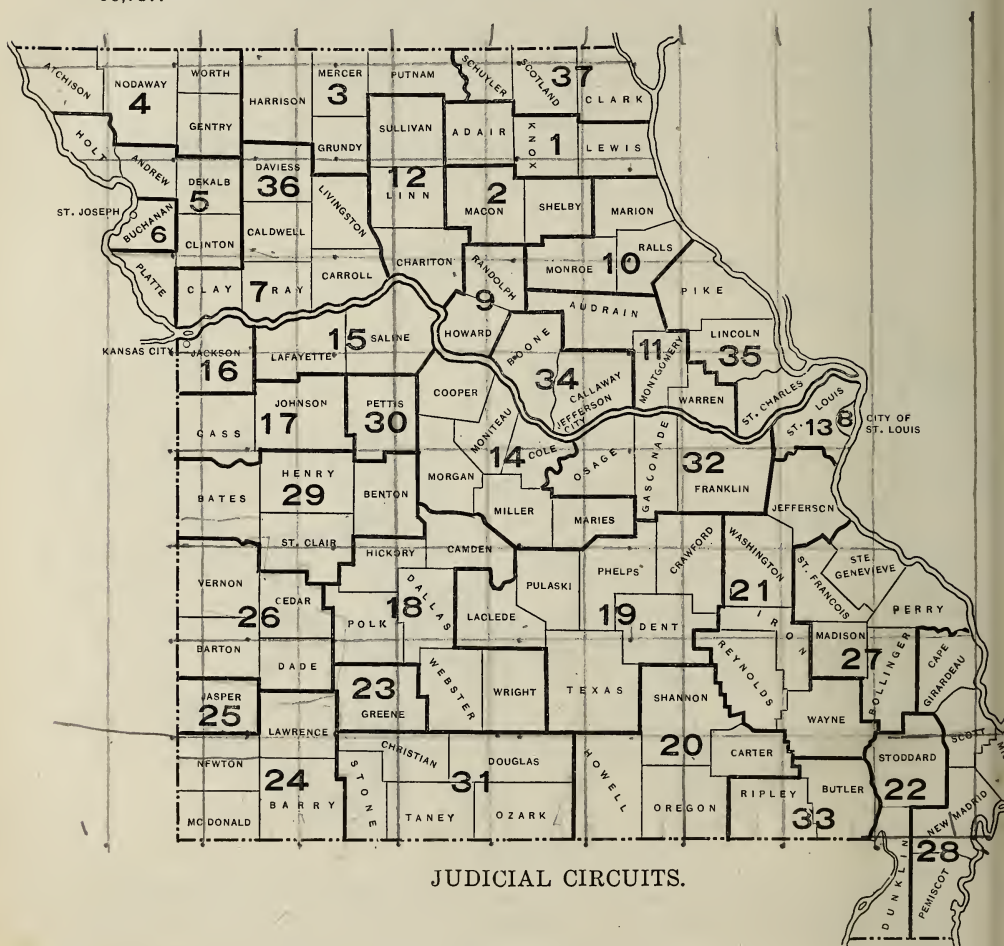 ATCHISON
NODAWAY
4
WORTH
GENTRY
HARRISON
MERCER
3
GRUNDY
PUTNAM
SCHUYLER
SCOTLAND
37
CLARK
SULLIVAN
ADAIR
KNOX
1
LEWIS
HOLT
ANDREW
DEKALB
5
CLINTON
DAVIESS
36
CALDWELL
LIVINGSTON
12
LINN
2
MACON
SHELBY
MARION
ST. JOSEPH
BUCHANAN
6
PLATTE
CLAY
7
RAY
CARROLL
CHARITON
RANDOLPH
9
HOWARD
MONROE
10
RALLS
AUDRAIN
PIKE
KANSAS CITY
JACKSON
16
LAFAYETTE
15
SALINE
BOONE
34
CALLAWAY
JEFFERSON
CITY
11
MONTGOMERY
LINCOLN
35
WARREN
ST. CHARLES
ST. LOUIS
13
8
CITY OF
ST. LOUIS
CASS
JOHNSON
17
PETTIS
30
COOPER
MONITEAU
14
COLE
OSAGE
GASCONADE
32
FRANKLIN
JEFFERSON
BATES
HENRY
29
ST. CLAIR
BENTON
MORGAN
MILLER
MARIES
HICKORY
CAMDEN
VERNON
26
CEDAR
BARTON
DADE
POLK
18
DALLAS
LACLEDE
PULASKI
PHELPS
19
DENT
CRAWFORD
WASHINGTON
21
IRON
ST. FRANCOIS
STE.
GENEVIEVE
PERRY
MADISON
27
BOLLINGER
CAPE
GIRARDEAU
JASPER
25
LAWRENCE
23
GREENE
WEBSTER
WRIGHT
TEXAS
SHANNON
REYNOLDS
WAYNE
SCOTT
NEWTON
24
MCDONALD
BARRY
STONE
CHRISTIAN
31
TANEY
DOUGLAS
OZARK
HOWELL
20
OREGON
CARTER
RIPLEY
33
BUTLER
STODDARD
22
NEW MADRID
28
DUNKLIN
PEMISCOT
JUDICIAL CIRCUITS.